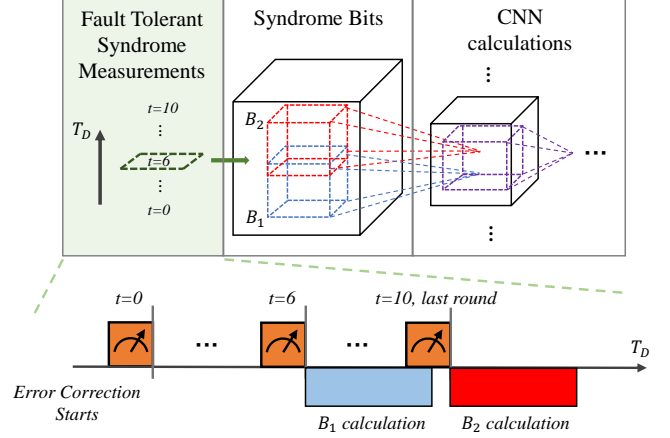 Fault Tolerant
Syndrome
Measurements
Syndrome Bits
CNN
calculations
T_D
t=10
⋮
t=6
⋮
t=0
B_2
B_1
⋮
...
⋮
t=0
t=6
t=10, last round
...
...
T_D
Error Correction
Starts
B_1 calculation
B_2 calculation